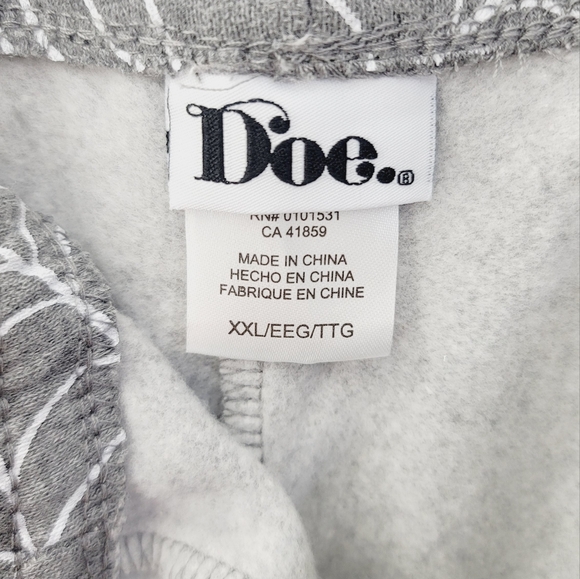 Doe.®
RN# 0101531
CA 41859
MADE IN CHINA
HECHO EN CHINA
FABRIQUE EN CHINE
XXL/EEG/TTG